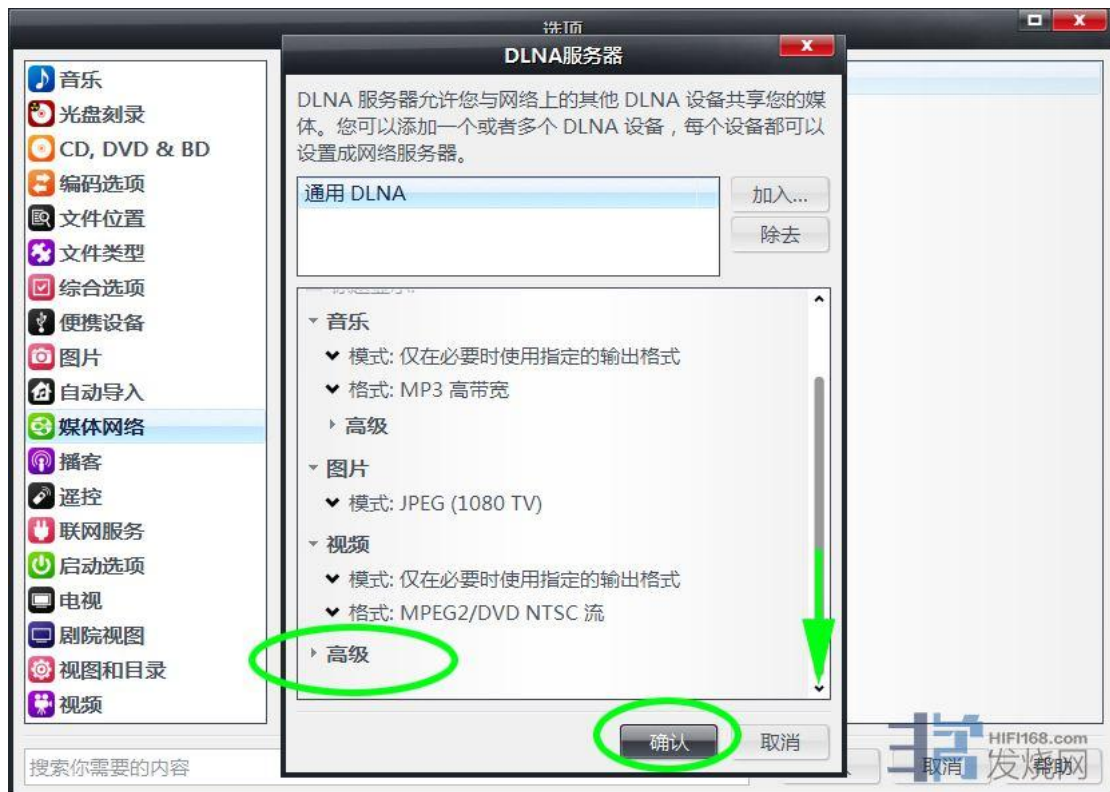 选项
DLNA服务器
音乐
光盘刻录
CD, DVD & BD
编码选项
文件位置
文件类型
综合选项
便携设备
图片
自动导入
媒体网络
播客
遥控
联网服务
启动选项
电视
剧院视图
视图和目录
视频
搜索你需要的内容
DLNA 服务器允许您与网络上的其他 DLNA 设备共享您的媒
体。您可以添加一个或者多个 DLNA 设备，每个设备都可以
设置成网络服务器。
通用 DLNA
加入...
除去
音乐
模式: 仅在必要时使用指定的输出格式
格式: MP3 高带宽
高级
图片
模式: JPEG (1080 TV)
视频
模式: 仅在必要时使用指定的输出格式
格式: MPEG2/DVD NTSC 流
高级
确认
取消
取消
帮助
HIFI168.com
发烧网